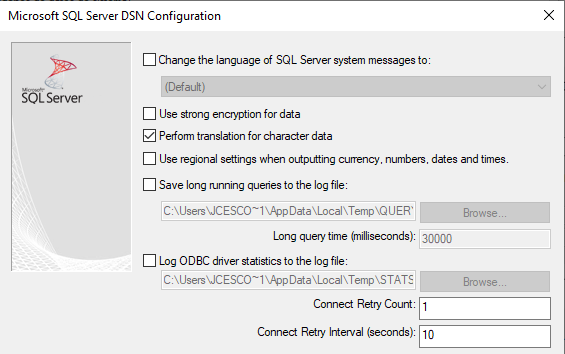 Microsoft SQL Server DSN Configuration
Microsoft
SQL Server
Change the language of SQL Server system messages to:
(Default)
Use strong encryption for data
Perform translation for character data
Use regional settings when outputting currency, numbers, dates and times.
Save long running queries to the log file:
C:\Users\JCESCO~1\AppData\Local\Temp\QUERY Browse...
Long query time (milliseconds): 30000
Log ODBC driver statistics to the log file:
C:\Users\JCESCO~1\AppData\Local\Temp\STATS Browse...
Connect Retry Count: 1
Connect Retry Interval (seconds): 10